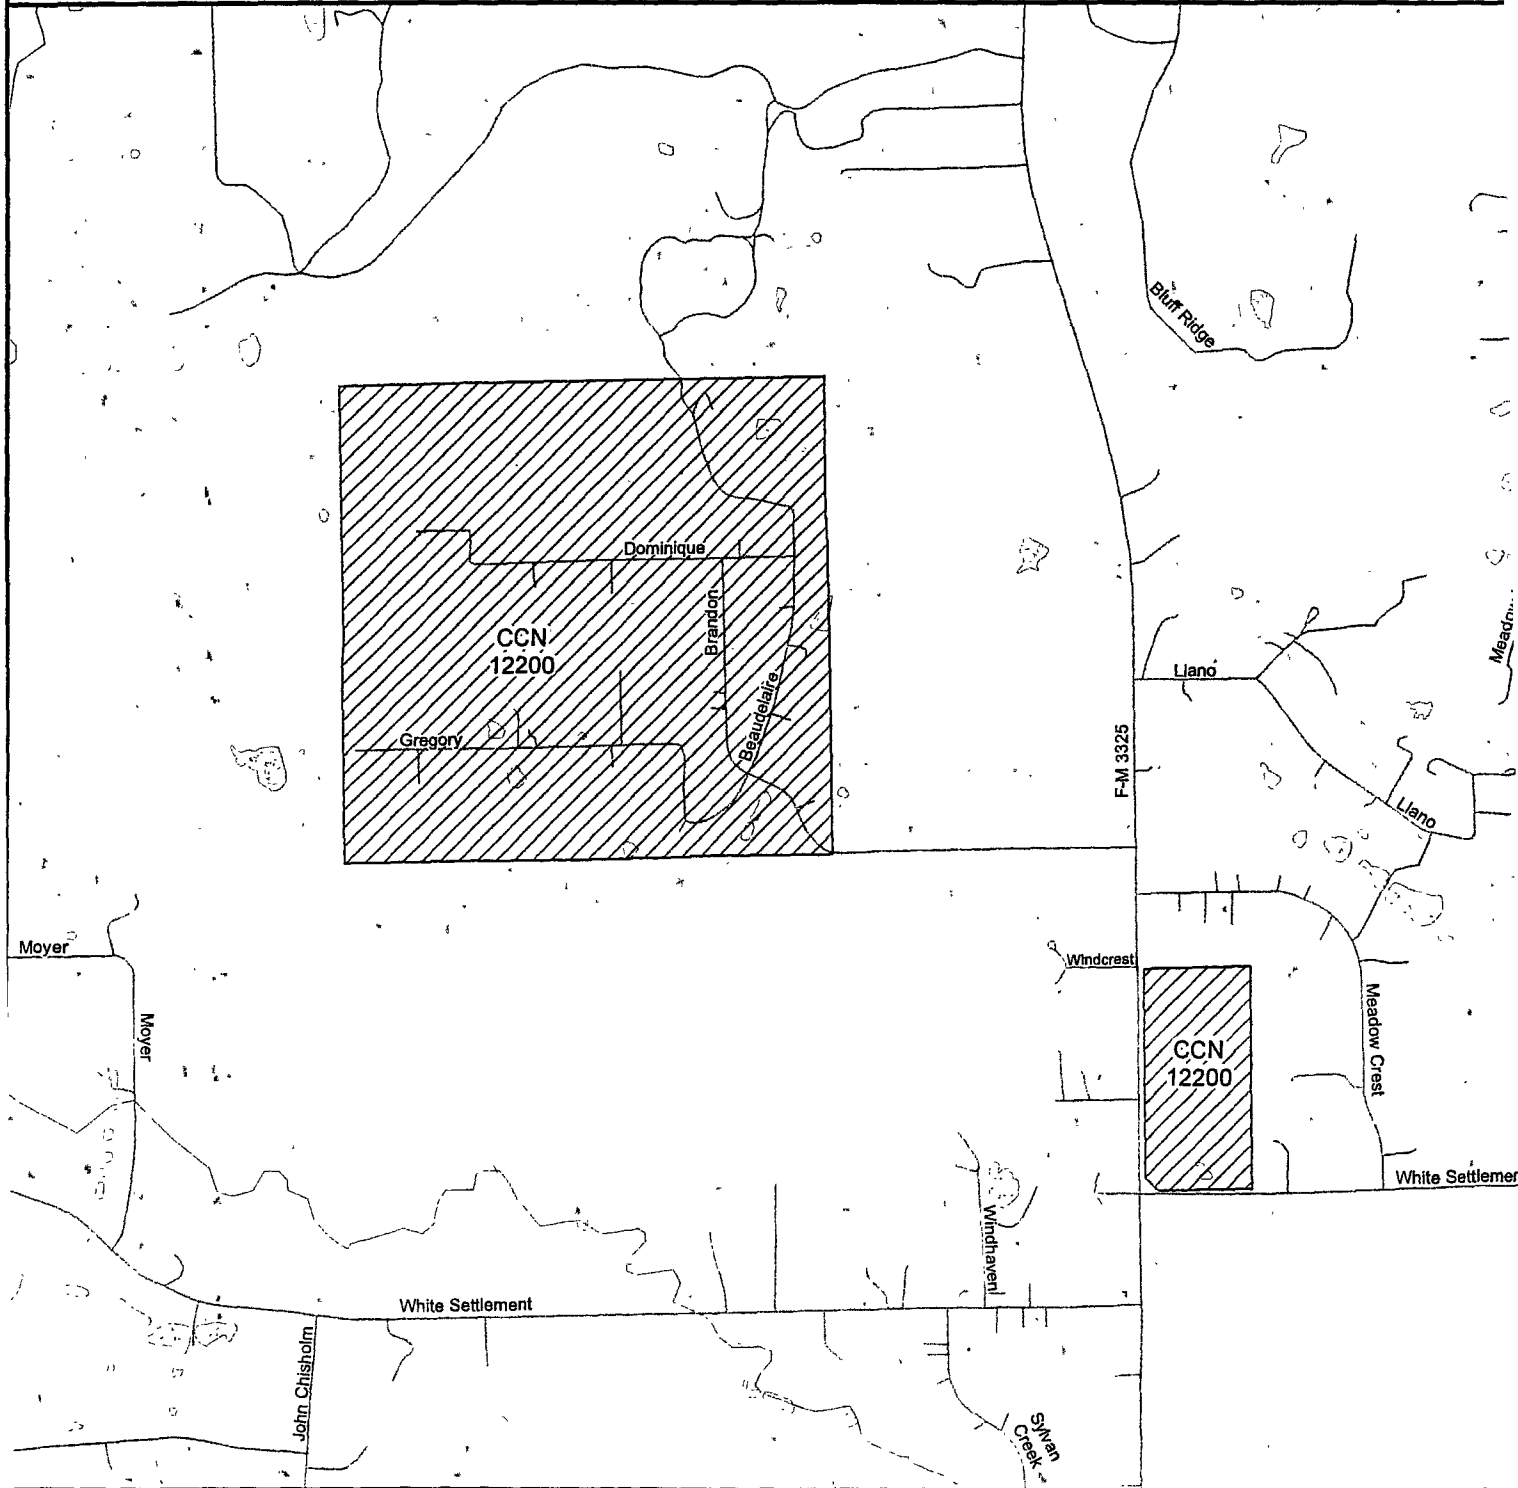 Bluff Ridge
Dominique
Brandon
CCN
12200
Beaudelaire
Gregory
Llano
F-M 3325
Llano
Moyer
Windcrest
Moyer
CCN
12200
Meadow Crest
White Settlemen
Windhaven
White Settlement
John Chisholm
Sylvan
Creek